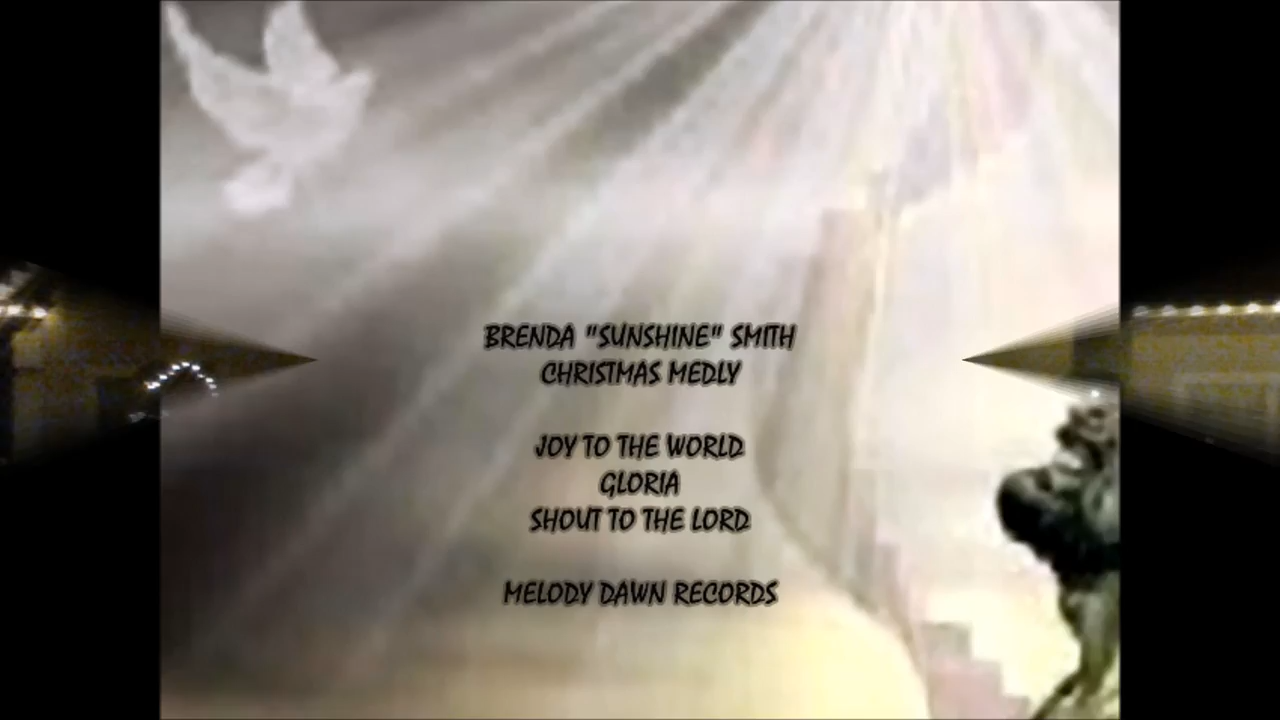 BRENDA "SUNSHINE" SMITH
CHRISTMAS MEDLY
JOY TO THE WORLD
GLORIA
SHOUT TO THE LORD
MELODY DAWN RECORDS